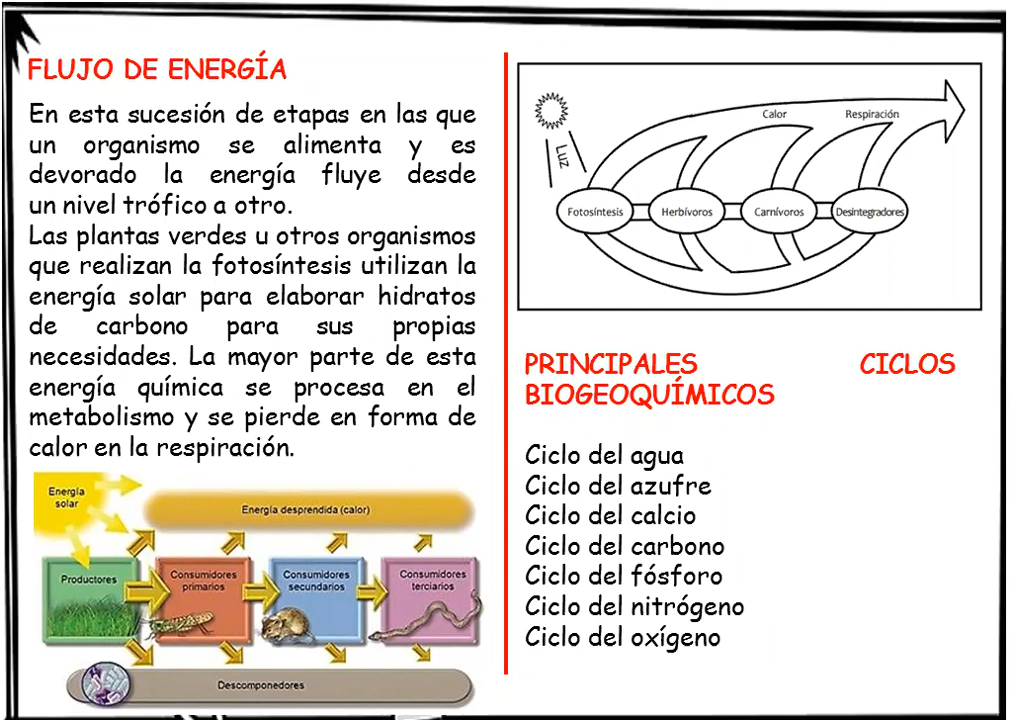 FLUJO DE ENERGÍA
En esta sucesión de etapas en las que
un organismo se alimenta y es
devorado la energía fluye desde
un nivel trófico a otro.
Las plantas verdes u otros organismos
que realizan la fotosíntesis utilizan la
energía solar para elaborar hidratos
de carbono para sus propias
necesidades. La mayor parte de esta
energía química se procesa en el
metabolismo y se pierde en forma de
calor en la respiración.
Energía
solar
Energía desprendida (calor)
Productores
Consumidores
primarios
Consumidores
secundarios
Consumidores
terciarios
Descomponedores
Calor
Respiración
Luz
Fotosíntesis
Herbívoros
Carnívoros
Desintegradores
PRINCIPALES CICLOS
BIOGEOQUÍMICOS
Ciclo del agua
Ciclo del azufre
Ciclo del calcio
Ciclo del carbono
Ciclo del fósforo
Ciclo del nitrógeno
Ciclo del oxígeno